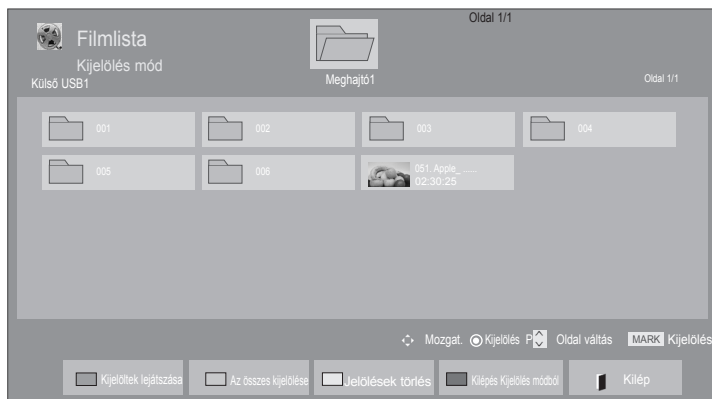 Oldal 1/1
Filmlista
Kijelölés mód
Külső USB1
Meghajtó1
Oldal 1/1
001
002
003
004
005
006
051. Apple_ ......
02:30:25
Mozgat. Kijelölés P Oldal váltás MARK Kijelölés
Kijelöltek lejátszása
Az összes kijelölése
Jelölések törlés
Kilépés Kijelölés módból
Kilép